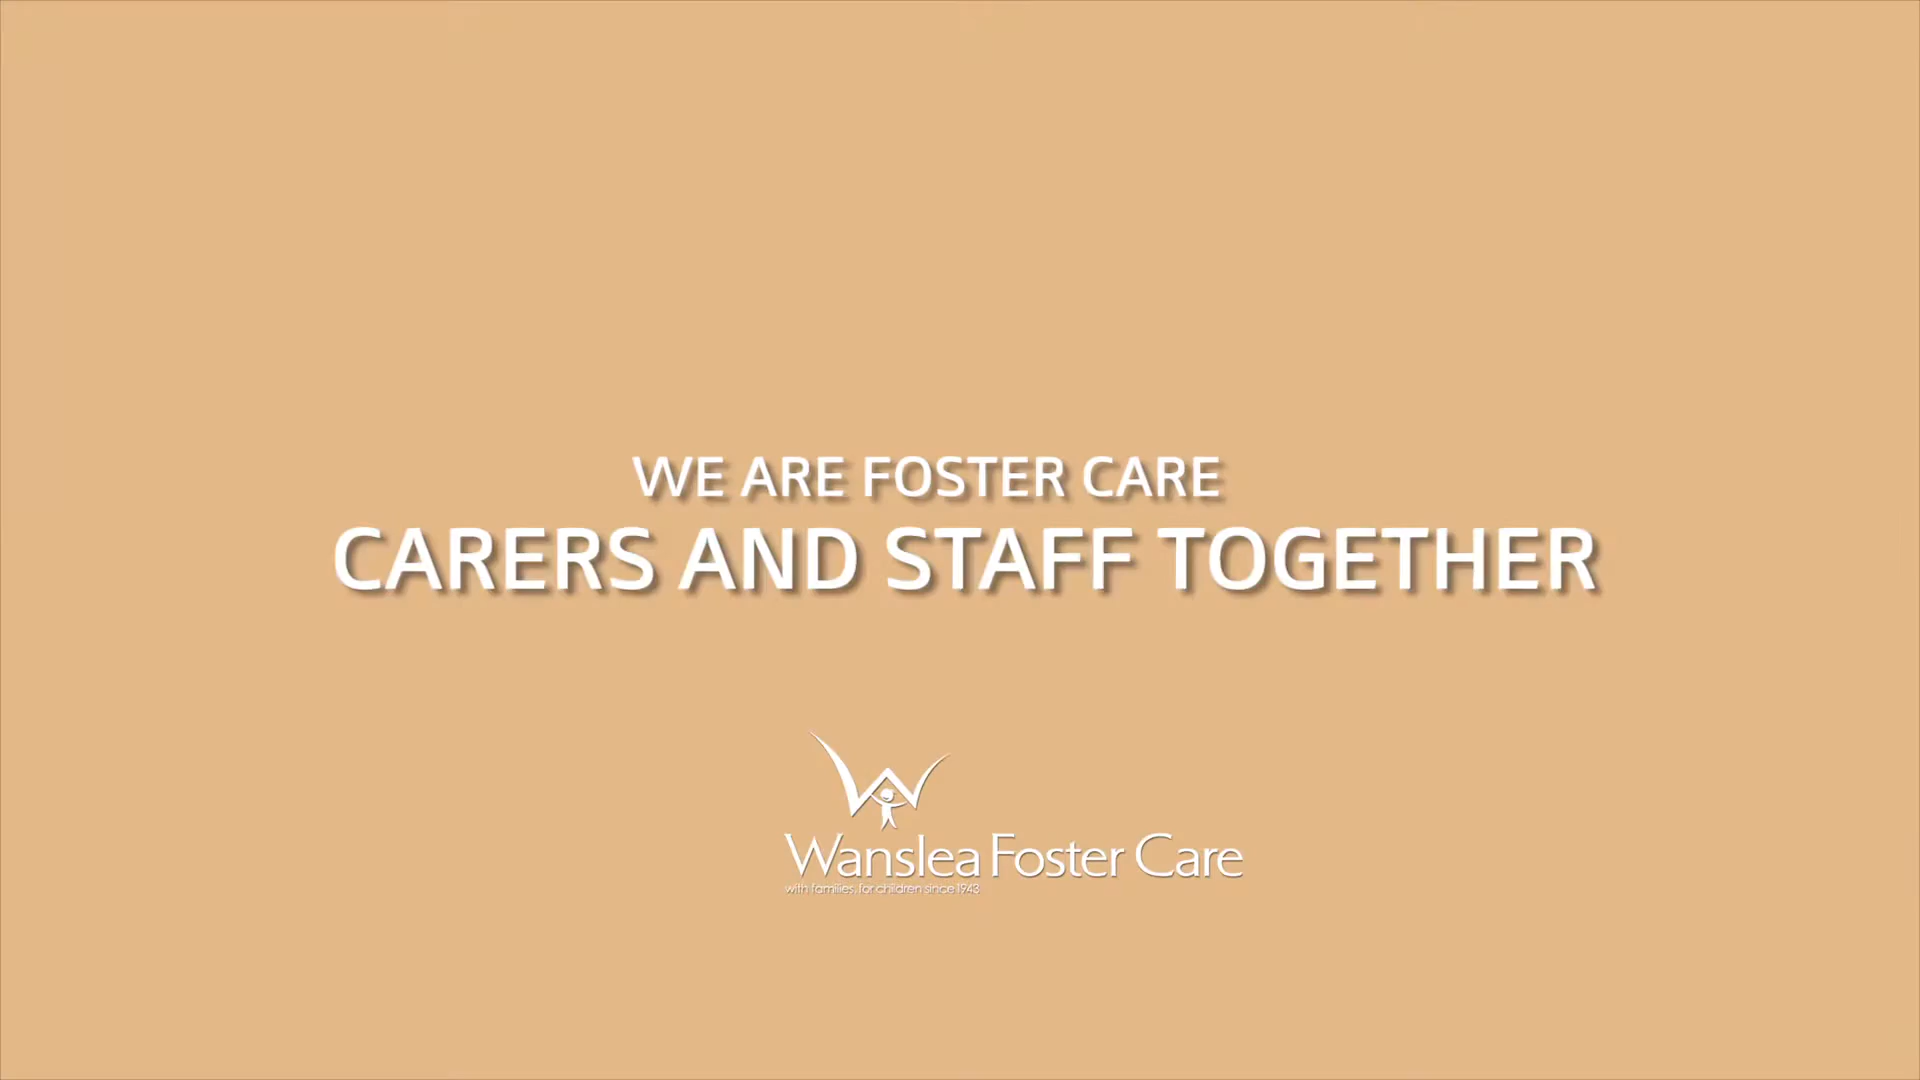 WE ARE FOSTER CARE
CARERS AND STAFF TOGETHER
Wanslea Foster Care
with families, for children since 1943